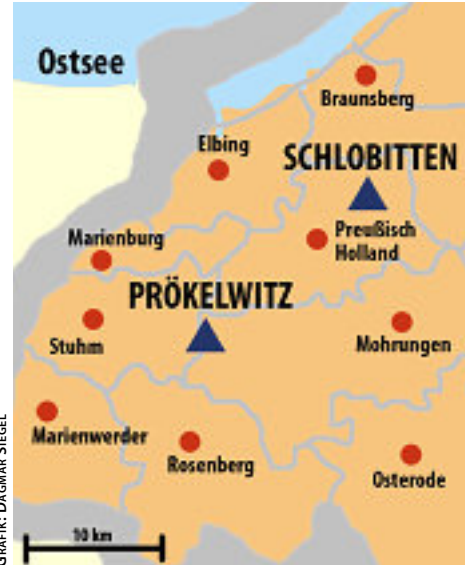 Ostsee
Braunsberg
Elbing
SCHLOBITTEN
Marienburg
Preußisch
Holland
PRÖKELWITZ
Stuhm
Mohrungen
Marienwerder
Rosenberg
Osterode
10 km
GRAFIK: DAGMAR SIEGEL